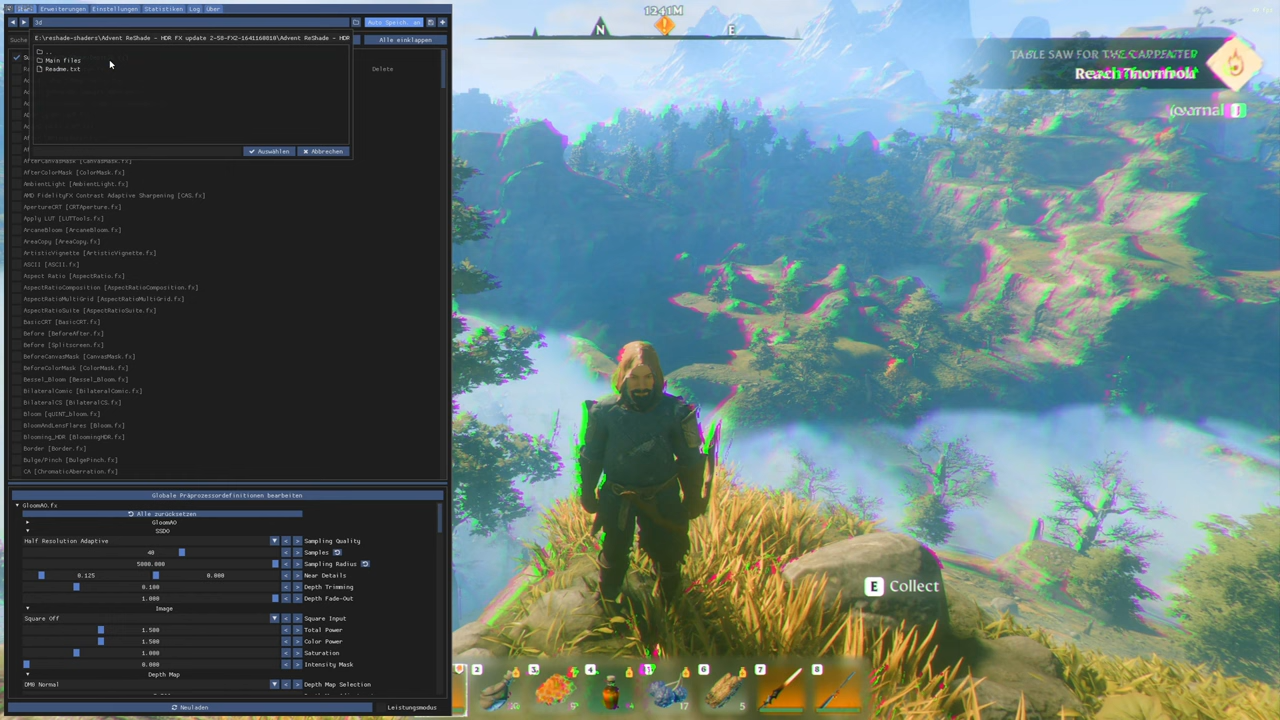 Erweiterungen Einstellungen Statistiken Log Über
3d Auto Speich. an
Suche Alle einklappen
E:\reshade-shaders\Advent ReShade - HDR FX update 2-58-FX2-1641160810\Advent ReShade - HDR
..
Main files
Readme.txt
Delete
Auswählen Abbrechen
AfterCanvasMask [CanvasMask.fx]
AfterColorMask [ColorMask.fx]
AmbientLight [AmbientLight.fx]
AMD FidelityFX Contrast Adaptive Sharpening [CAS.fx]
ApertureCRT [CRTAperture.fx]
Apply LUT [LUTTools.fx]
ArcaneBloom [ArcaneBloom.fx]
AreaCopy [AreaCopy.fx]
ArtisticVignette [ArtisticVignette.fx]
ASCII [ASCII.fx]
Aspect Ratio [AspectRatio.fx]
AspectRatioComposition [AspectRatioComposition.fx]
AspectRatioMultiGrid [AspectRatioMultiGrid.fx]
AspectRatioSuite [AspectRatioSuite.fx]
BasicCRT [BasicCRT.fx]
Before [BeforeAfter.fx]
Before [Splitscreen.fx]
BeforeCanvasMask [CanvasMask.fx]
BeforeColorMask [ColorMask.fx]
Bessel_Bloom [Bessel_Bloom.fx]
BilateralComic [BilateralComic.fx]
BilateralCS [BilateralCS.fx]
Bloom [qUINT_bloom.fx]
BloomAndLensFlares [Bloom.fx]
Blooming_HDR [BloomingHDR.fx]
Border [Border.fx]
Bulge/Pinch [BulgePinch.fx]
CA [ChromaticAberration.fx]
Globale Präprozessordefinitionen bearbeiten
GloomAO.fx
Alle zurücksetzen
GloomAO
SSDO
Half Resolution Adaptive < > Sampling Quality
40 < > Samples
5000.000 < > Sampling Radius
0.125 0.000 < > Near Details
0.100 < > Depth Trimming
1.000 < > Depth Fade-Out
Image
Square Off < > Square Input
1.500 < > Total Power
1.500 < > Color Power
1.000 < > Saturation
0.000 < > Intensity Mask
Depth Map
DM0 Normal < > Depth Map Selection
Neuladen Leistungsmodus
1241M
N E
TABLE SAW FOR THE CARPENTER
Reach Thornhold
Journal J
E Collect
2 3 4 6 7 8
17 5